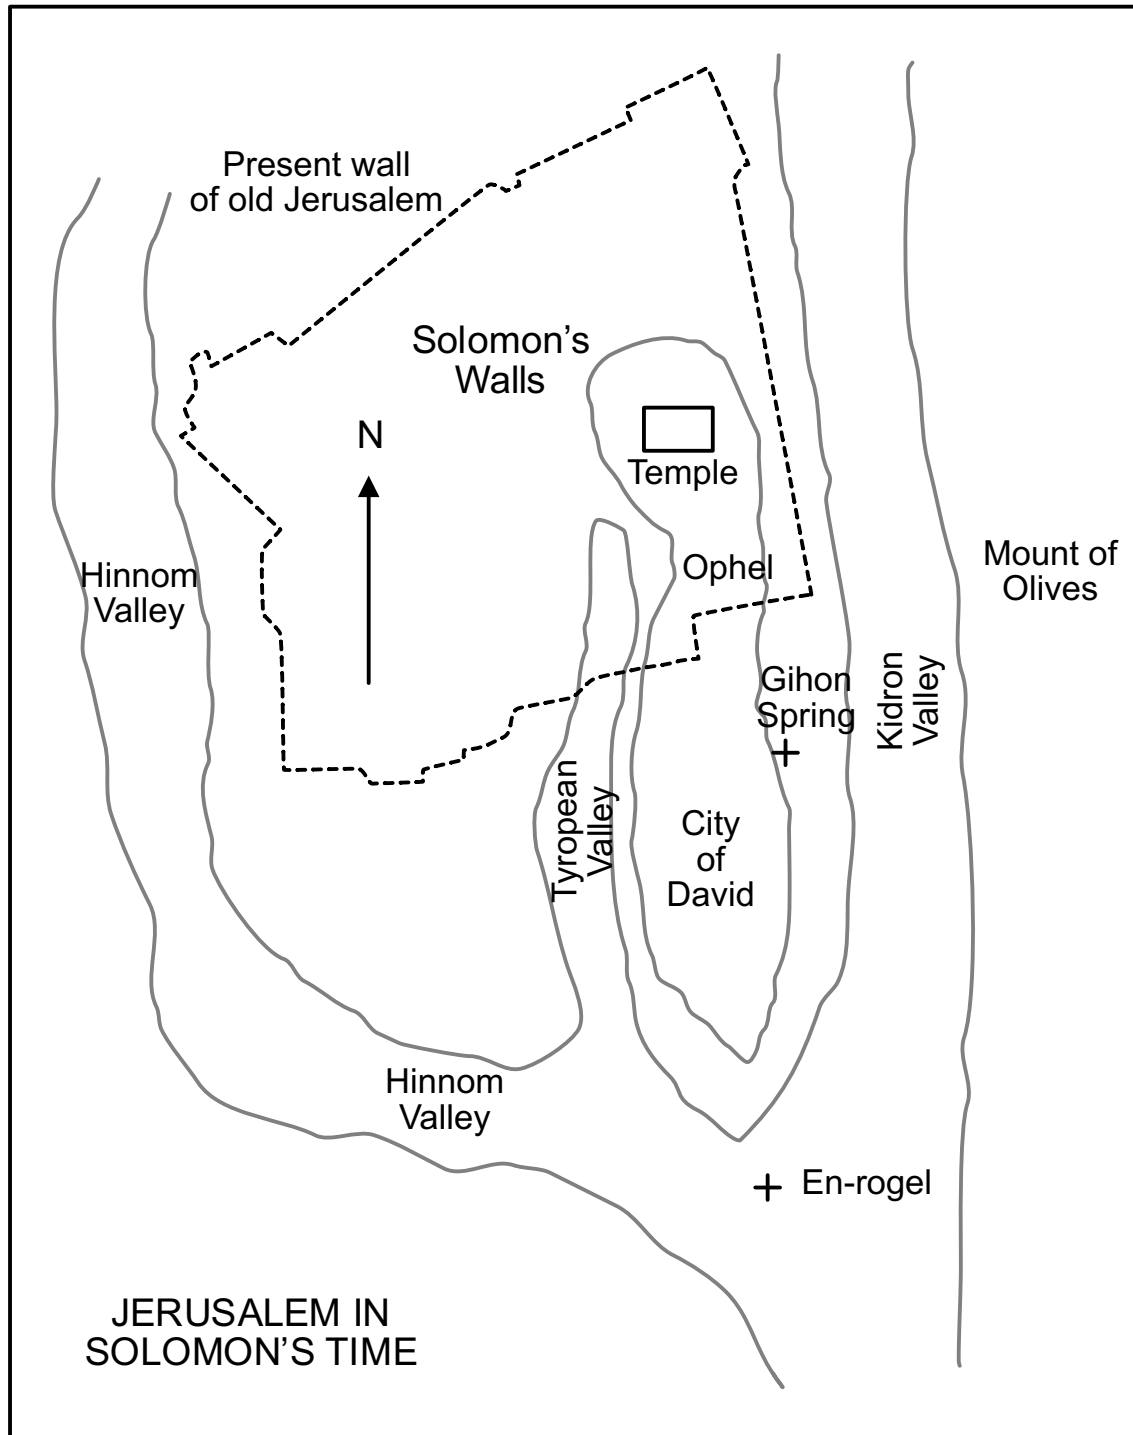 Present wall
of old Jerusalem
Solomon’s
Walls
N
Temple
Ophel
Mount of
Olives
Hinnom
Valley
Gihon
Spring
Kidron
Valley
Tyropean
Valley
City
of
David
Hinnom
Valley
En-rogel
JERUSALEM IN
SOLOMON’S TIME